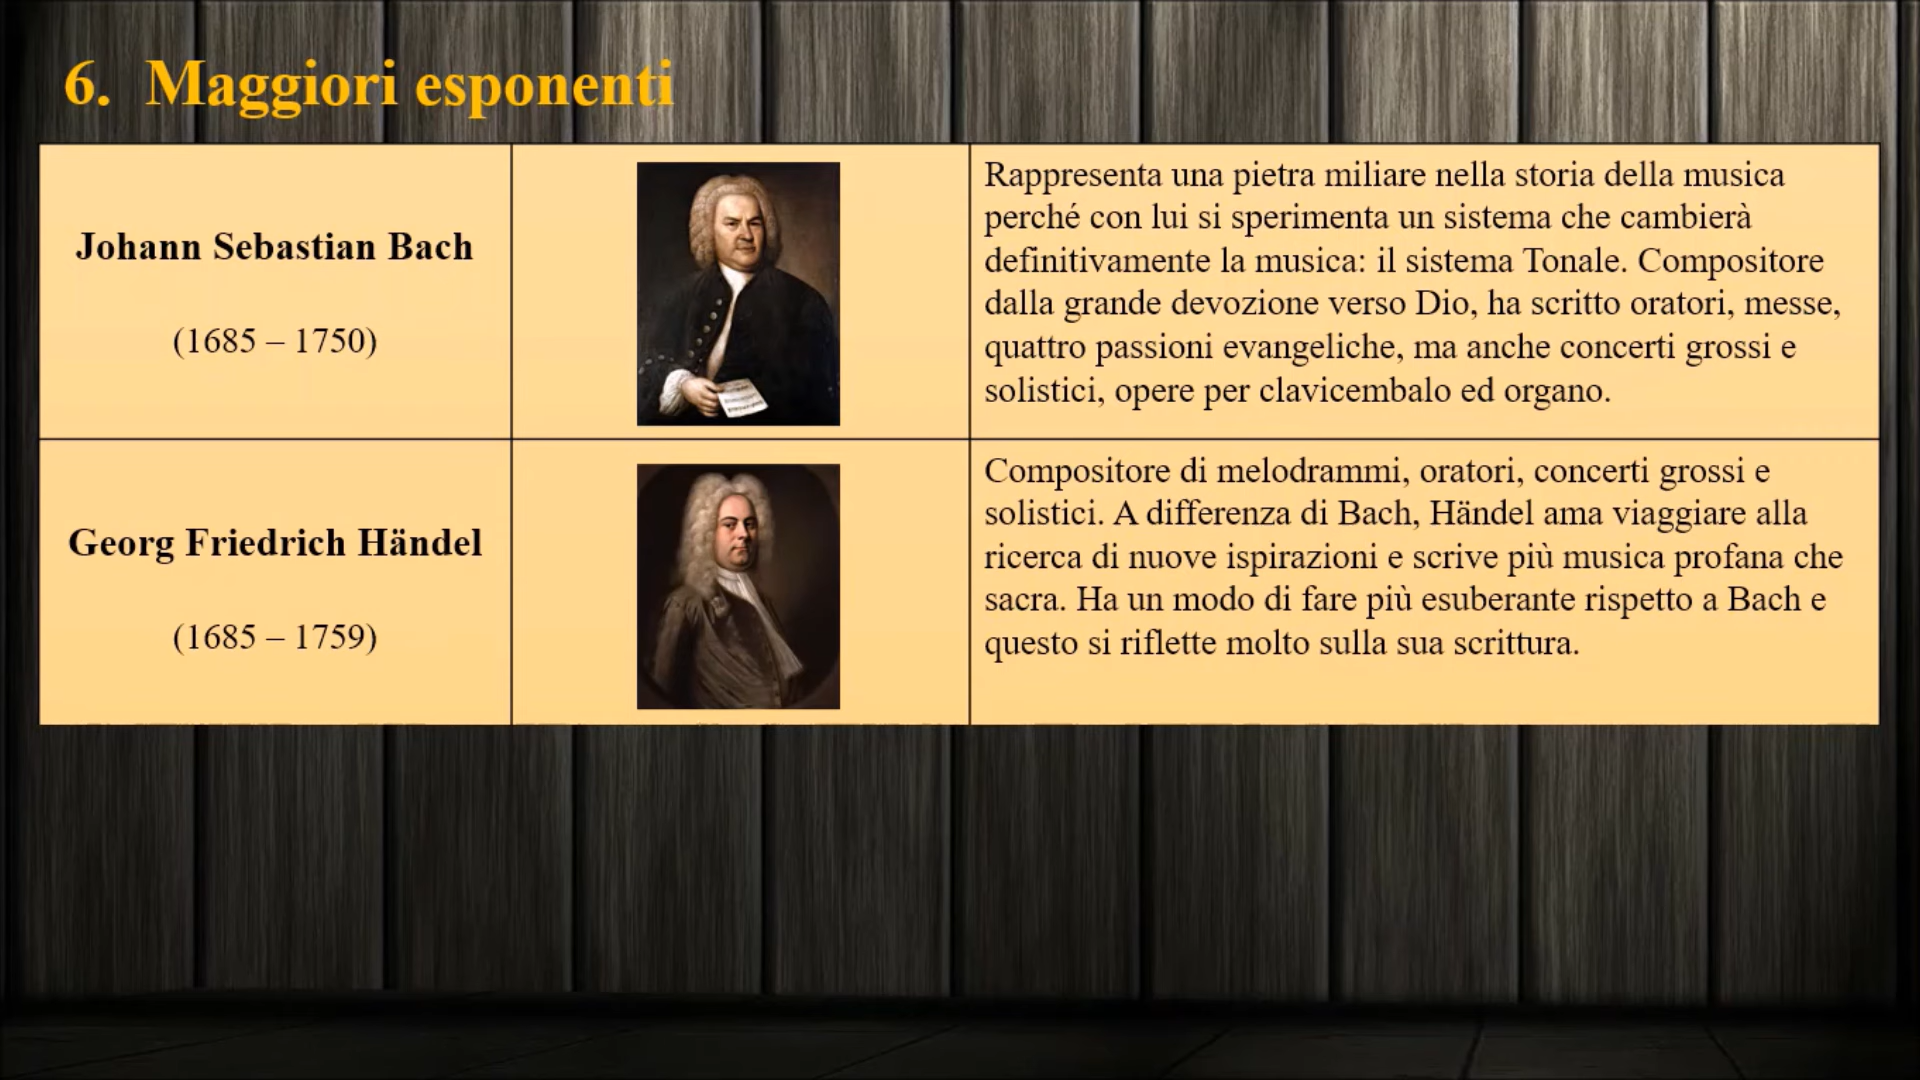 6. Maggiori esponenti
Johann Sebastian Bach
(1685 – 1750)
Rappresenta una pietra miliare nella storia della musica
perché con lui si sperimenta un sistema che cambierà
definitivamente la musica: il sistema Tonale. Compositore
dalla grande devozione verso Dio, ha scritto oratori, messe,
quattro passioni evangeliche, ma anche concerti grossi e
solistici, opere per clavicembalo ed organo.
Georg Friedrich Händel
(1685 – 1759)
Compositore di melodrammi, oratori, concerti grossi e
solistici. A differenza di Bach, Händel ama viaggiare alla
ricerca di nuove ispirazioni e scrive più musica profana che
sacra. Ha un modo di fare più esuberante rispetto a Bach e
questo si riflette molto sulla sua scrittura.